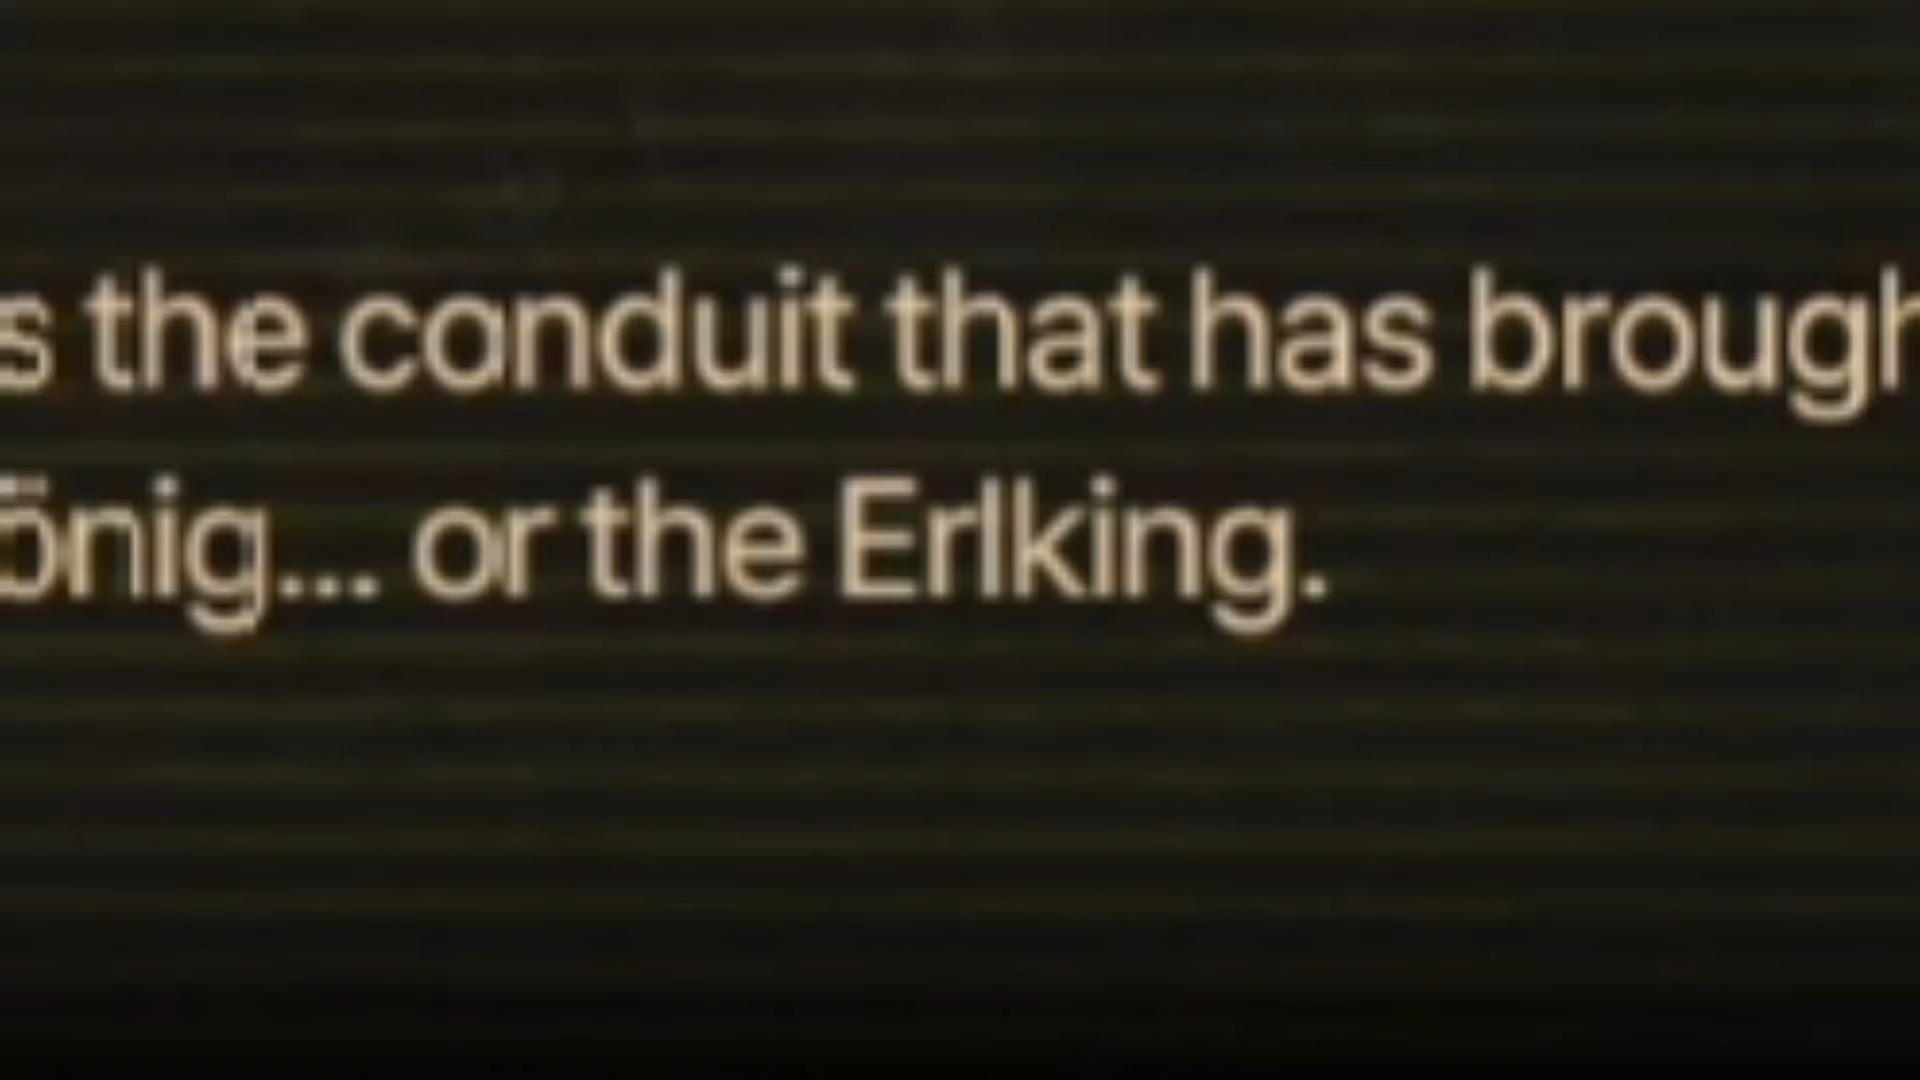 s the conduit that has brough
önig... or the Erlking.